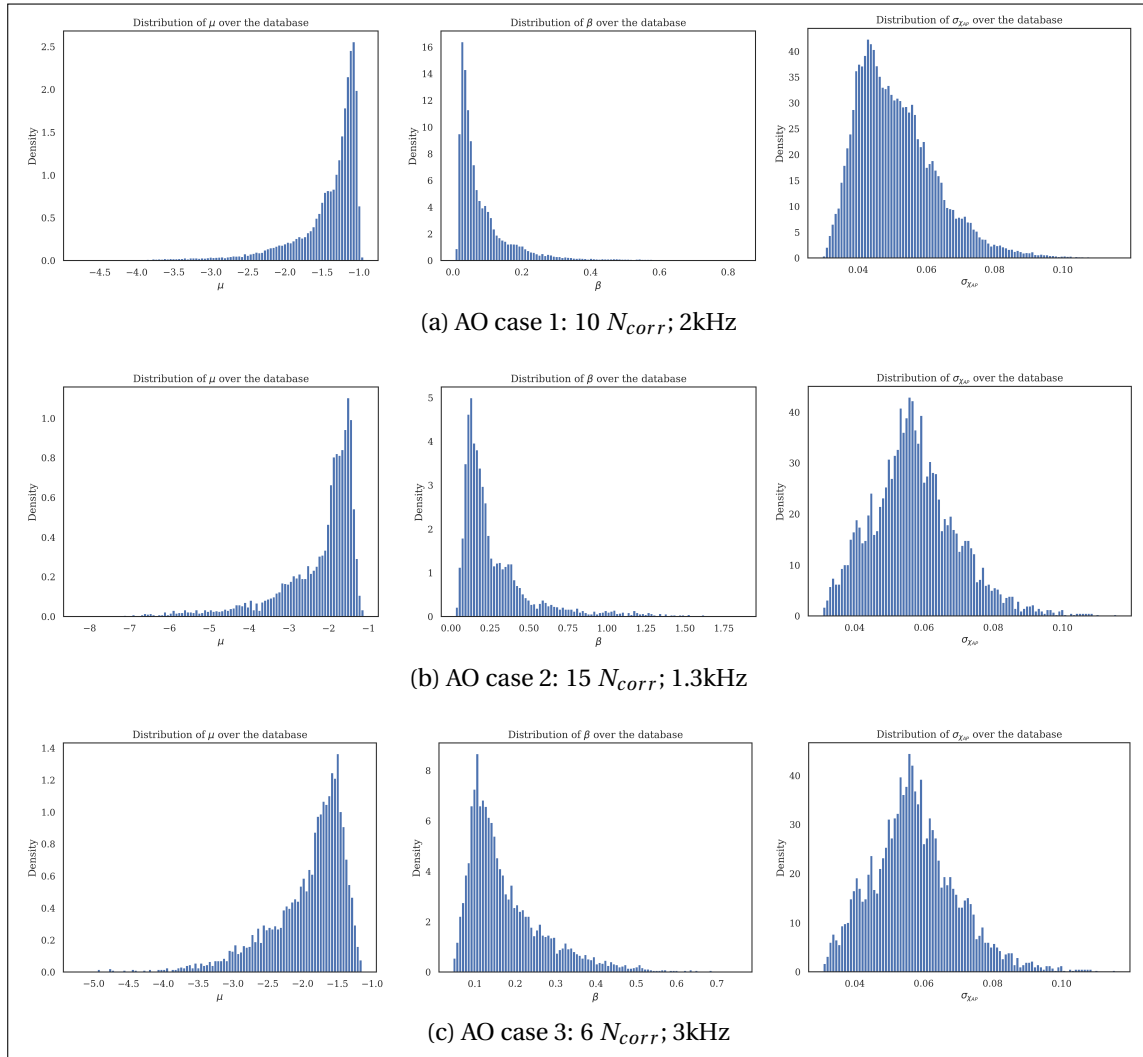 Distribution of μ over the database
Distribution of β over the database
Distribution of σ_χAP over the database
Density
2.5
2.0
1.5
1.0
0.5
0.0
−4.5 −4.0 −3.5 −3.0 −2.5 −2.0 −1.5 −1.0
μ
Density
16
14
12
10
8
6
4
2
0
0.0 0.2 0.4 0.6 0.8
β
Density
40
35
30
25
20
15
10
5
0
0.04 0.06 0.08 0.10
σ_χAP
(a) AO case 1: 10 N_corr; 2kHz
Distribution of μ over the database
Distribution of β over the database
Distribution of σ_χAP over the database
Density
1.0
0.8
0.6
0.4
0.2
0.0
−8 −7 −6 −5 −4 −3 −2 −1
μ
Density
5
4
3
2
1
0
0.00 0.25 0.50 0.75 1.00 1.25 1.50 1.75
β
Density
40
30
20
10
0
0.04 0.06 0.08 0.10
σ_χAP
(b) AO case 2: 15 N_corr; 1.3kHz
Distribution of μ over the database
Distribution of β over the database
Distribution of σ_χAP over the database
Density
1.4
1.2
1.0
0.8
0.6
0.4
0.2
0.0
−5.0 −4.5 −4.0 −3.5 −3.0 −2.5 −2.0 −1.5 −1.0
μ
Density
8
6
4
2
0
0.1 0.2 0.3 0.4 0.5 0.6 0.7
β
Density
40
30
20
10
0
0.04 0.06 0.08 0.10
σ_χAP
(c) AO case 3: 6 N_corr; 3kHz